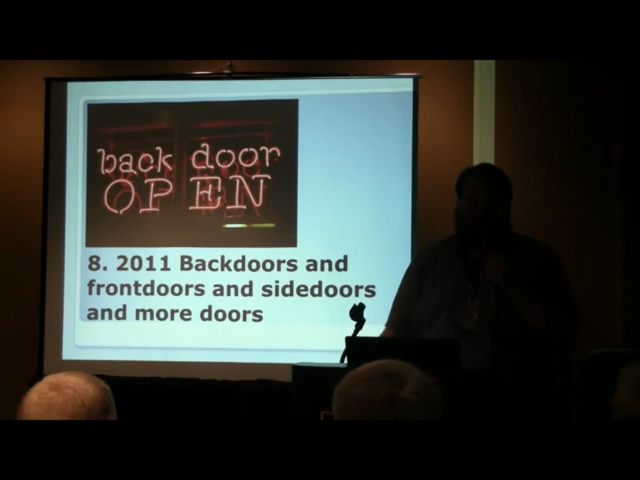 back door
OPEN
8. 2011 Backdoors and
frontdoors and sidedoors
and more doors